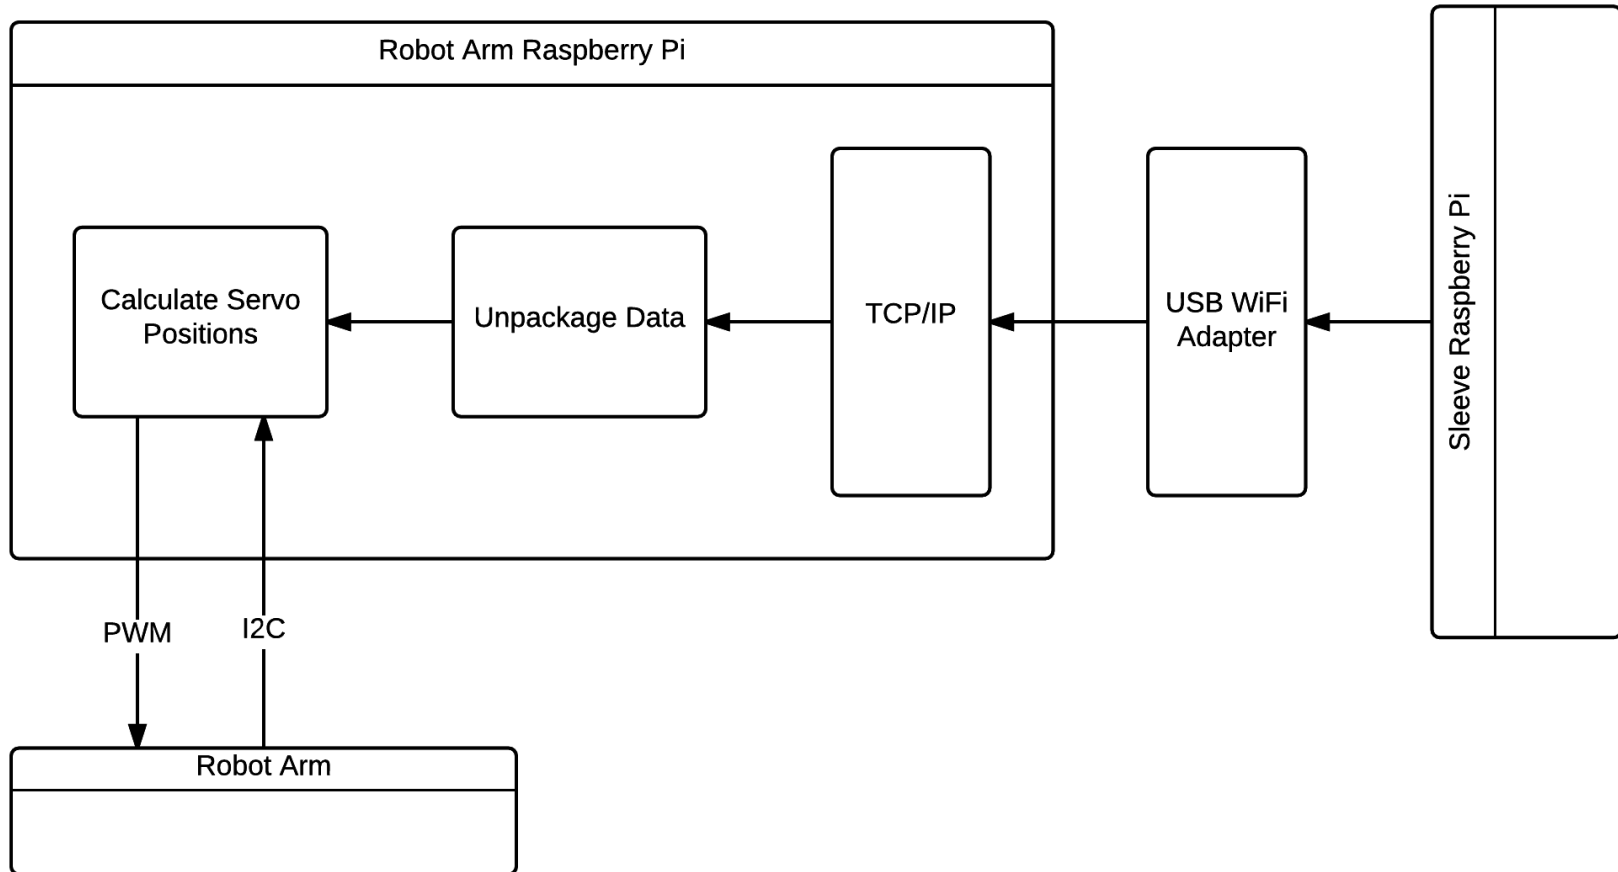 Robot Arm Raspberry Pi
Calculate Servo
Positions
Unpackage Data
TCP/IP
USB WiFi
Adapter
Sleeve Raspberry Pi
PWM
I2C
Robot Arm